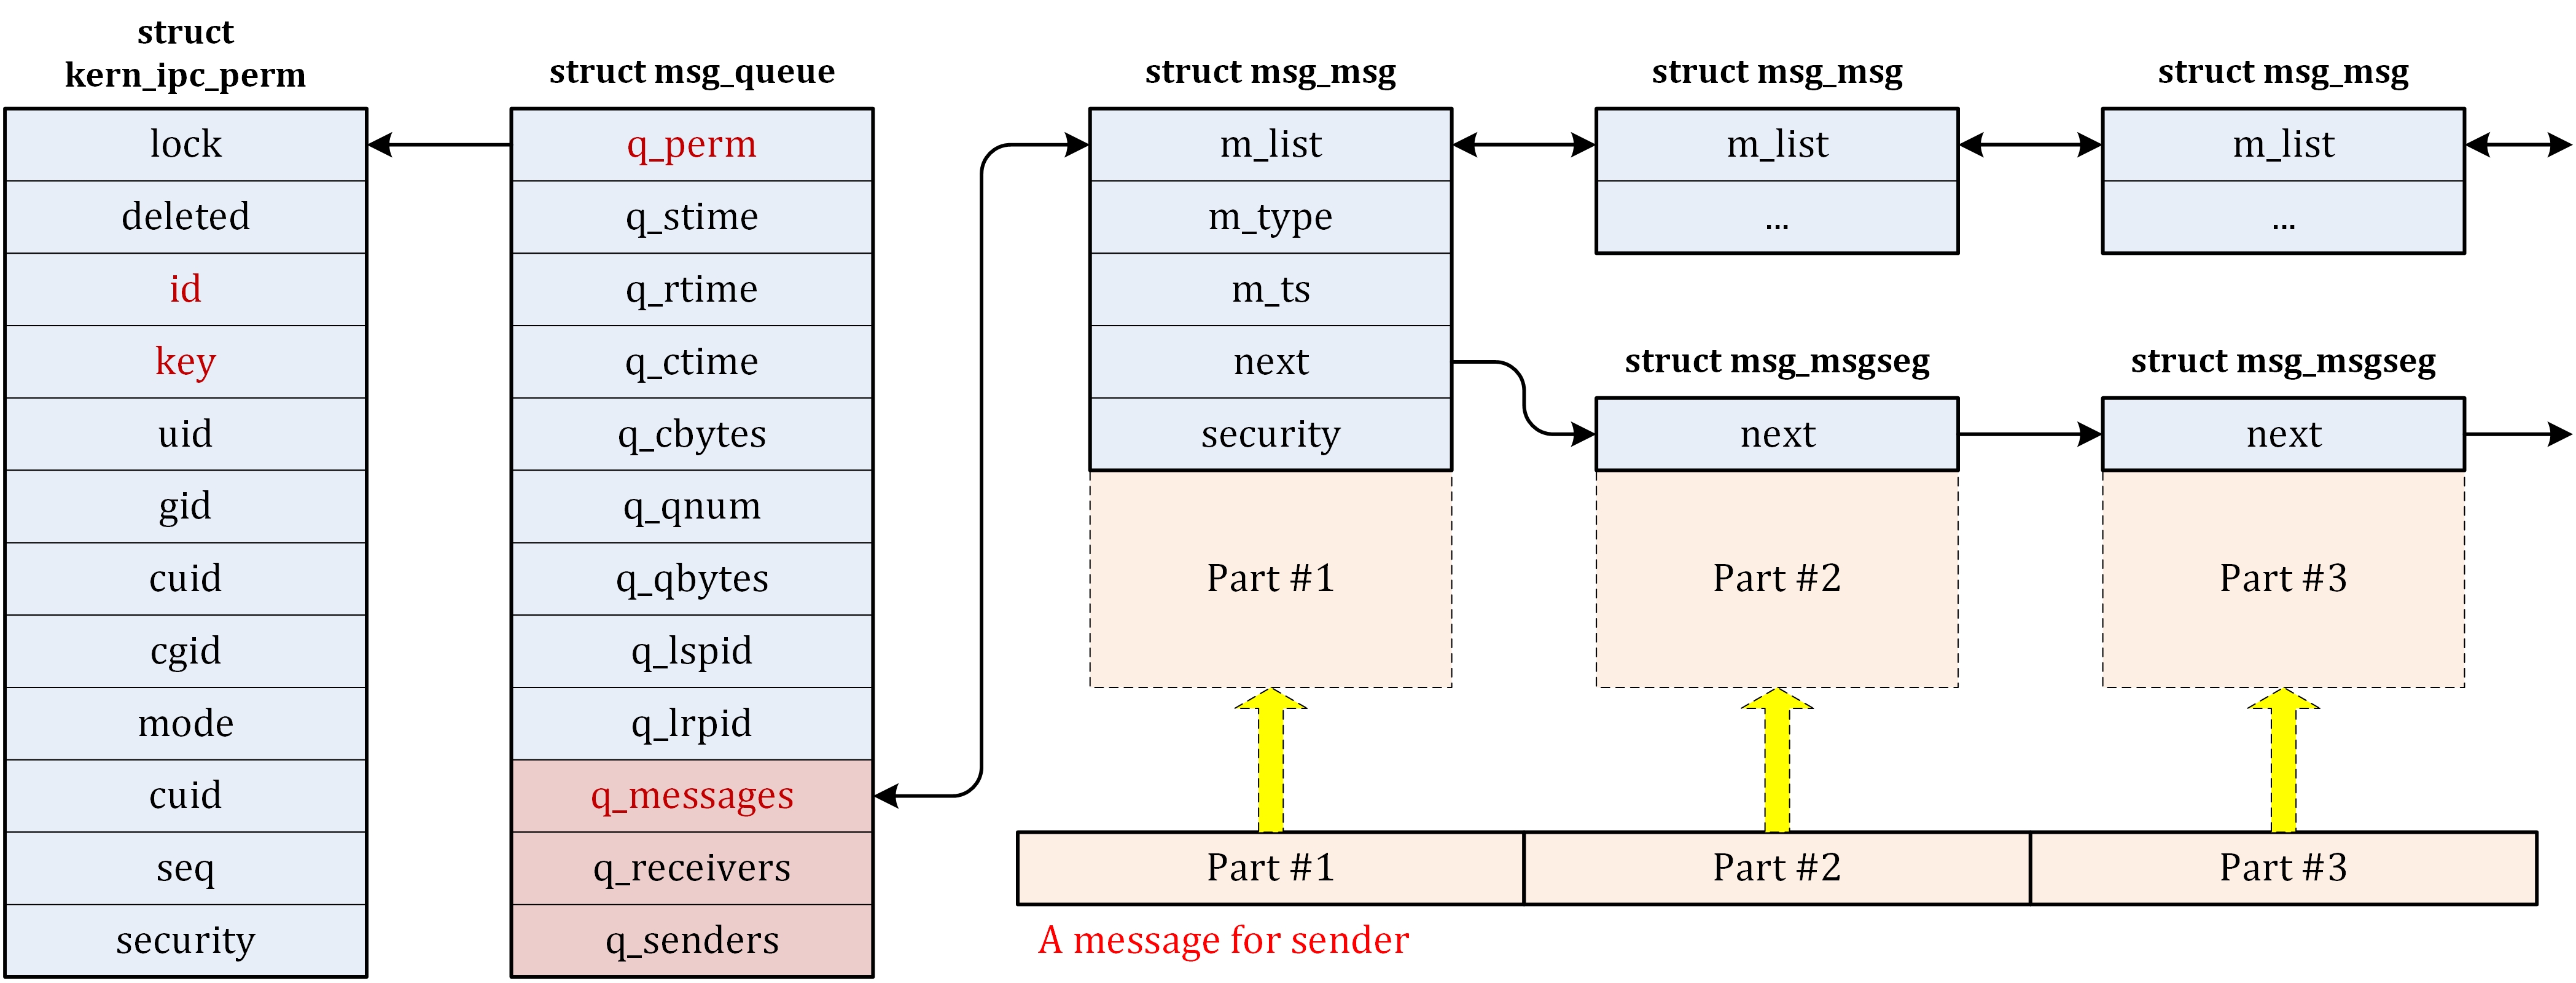 struct
kern_ipc_perm
lock
deleted
id
key
uid
gid
cuid
cgid
mode
cuid
seq
security
struct msg_queue
q_perm
q_stime
q_rtime
q_ctime
q_cbytes
q_qnum
q_qbytes
q_lspid
q_lrpid
q_messages
q_receivers
q_senders
struct msg_msg
m_list
m_type
m_ts
next
security
Part #1
struct msg_msg
m_list
...
struct msg_msg
m_list
...
struct msg_msgseg
next
Part #2
struct msg_msgseg
next
Part #3
Part #1
Part #2
Part #3
A message for sender